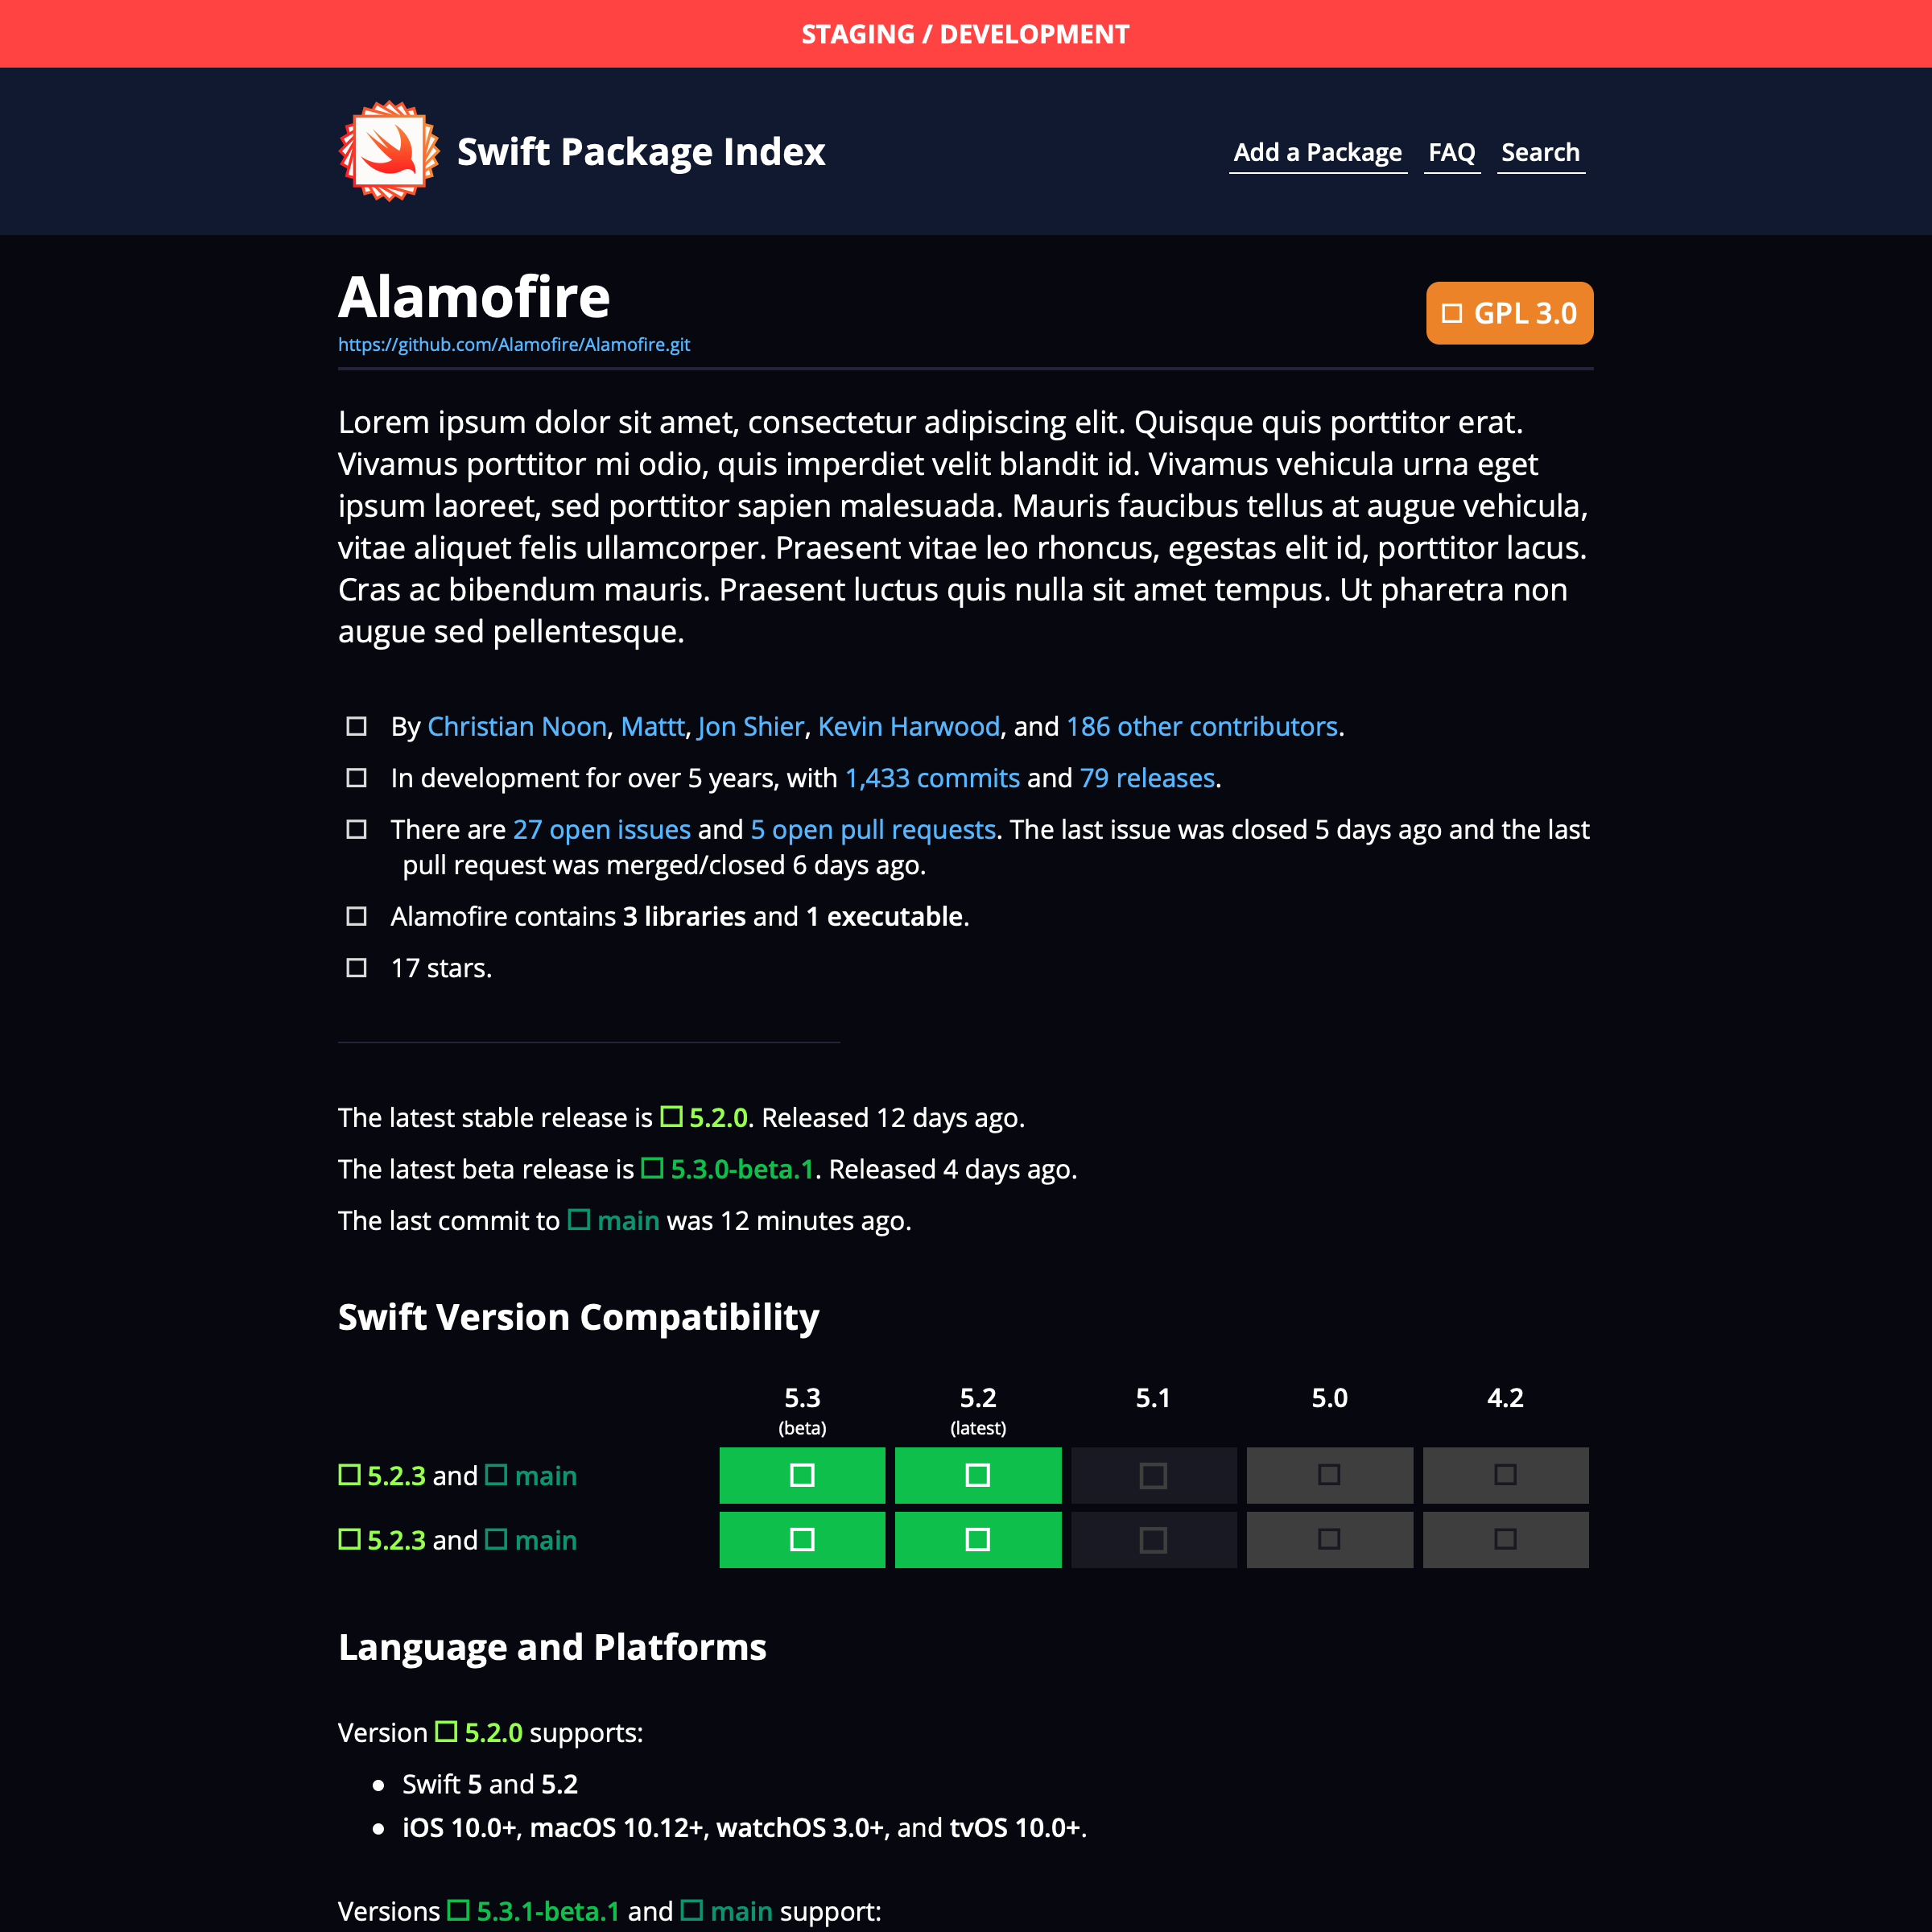 STAGING / DEVELOPMENT
Swift Package Index
Add a Package FAQ Search
Alamofire
GPL 3.0
https://github.com/Alamofire/Alamofire.git
Lorem ipsum dolor sit amet, consectetur adipiscing elit. Quisque quis porttitor erat.
Vivamus porttitor mi odio, quis imperdiet velit blandit id. Vivamus vehicula urna eget
ipsum laoreet, sed porttitor sapien malesuada. Mauris faucibus tellus at augue vehicula,
vitae aliquet felis ullamcorper. Praesent vitae leo rhoncus, egestas elit id, porttitor lacus.
Cras ac bibendum mauris. Praesent luctus quis nulla sit amet tempus. Ut pharetra non
augue sed pellentesque.
By Christian Noon, Mattt, Jon Shier, Kevin Harwood, and 186 other contributors.
In development for over 5 years, with 1,433 commits and 79 releases.
There are 27 open issues and 5 open pull requests. The last issue was closed 5 days ago and the last
pull request was merged/closed 6 days ago.
Alamofire contains 3 libraries and 1 executable.
17 stars.
The latest stable release is 5.2.0. Released 12 days ago.
The latest beta release is 5.3.0-beta.1. Released 4 days ago.
The last commit to main was 12 minutes ago.
Swift Version Compatibility
5.3 5.2 5.1 5.0 4.2
(beta) (latest)
5.2.3 and main
5.2.3 and main
Language and Platforms
Version 5.2.0 supports:
Swift 5 and 5.2
iOS 10.0+, macOS 10.12+, watchOS 3.0+, and tvOS 10.0+.
Versions 5.3.1-beta.1 and main support: